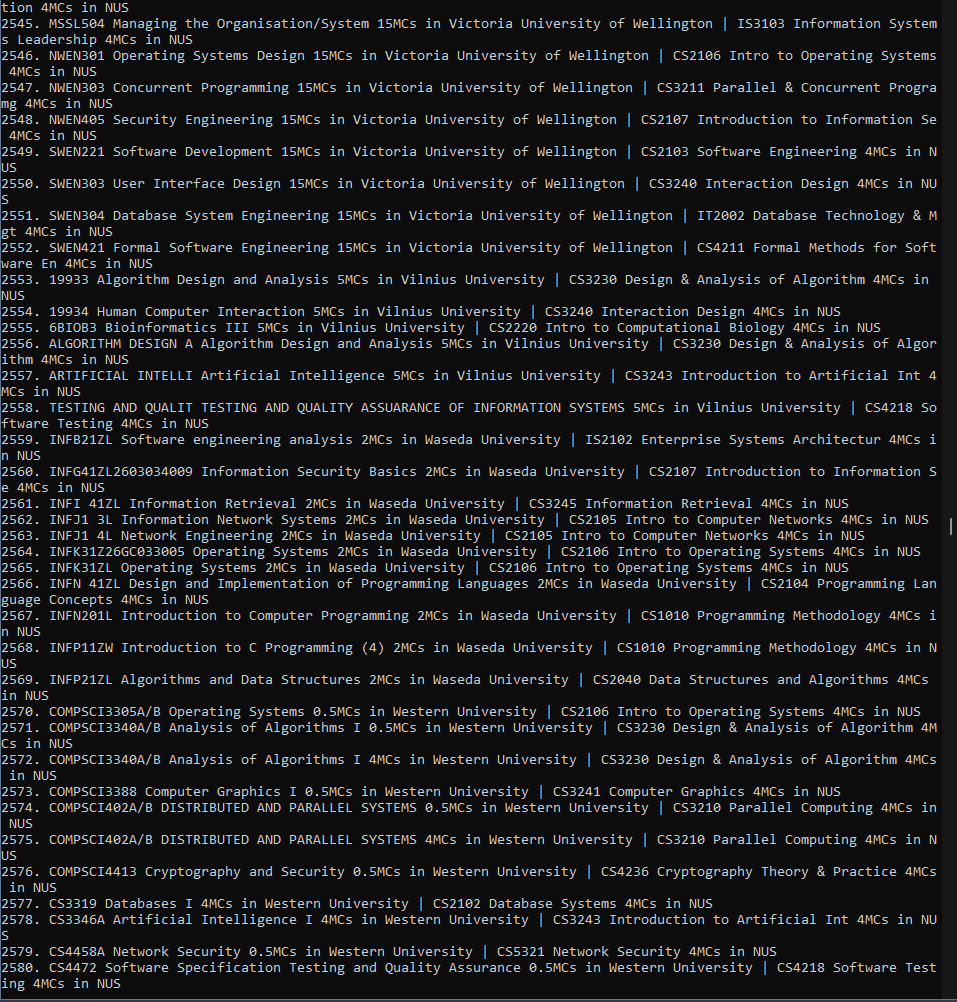 tion 4MCs in NUS
2545. MSSL504 Managing the Organisation/System 15MCs in Victoria University of Wellington | IS3103 Information System
s Leadership 4MCs in NUS
2546. NWEN301 Operating Systems Design 15MCs in Victoria University of Wellington | CS2106 Intro to Operating Systems
 4MCs in NUS
2547. NWEN303 Concurrent Programming 15MCs in Victoria University of Wellington | CS3211 Parallel & Concurrent Progra
mg 4MCs in NUS
2548. NWEN405 Security Engineering 15MCs in Victoria University of Wellington | CS2107 Introduction to Information Se
 4MCs in NUS
2549. SWEN221 Software Development 15MCs in Victoria University of Wellington | CS2103 Software Engineering 4MCs in N
US
2550. SWEN303 User Interface Design 15MCs in Victoria University of Wellington | CS3240 Interaction Design 4MCs in NU
S
2551. SWEN304 Database System Engineering 15MCs in Victoria University of Wellington | IT2002 Database Technology & M
gt 4MCs in NUS
2552. SWEN421 Formal Software Engineering 15MCs in Victoria University of Wellington | CS4211 Formal Methods for Soft
ware En 4MCs in NUS
2553. 19933 Algorithm Design and Analysis 5MCs in Vilnius University | CS3230 Design & Analysis of Algorithm 4MCs in
NUS
2554. 19934 Human Computer Interaction 5MCs in Vilnius University | CS3240 Interaction Design 4MCs in NUS
2555. 6BIOB3 Bioinformatics III 5MCs in Vilnius University | CS2220 Intro to Computational Biology 4MCs in NUS
2556. ALGORITHM DESIGN A Algorithm Design and Analysis 5MCs in Vilnius University | CS3230 Design & Analysis of Algor
ithm 4MCs in NUS
2557. ARTIFICIAL INTELLI Artificial Intelligence 5MCs in Vilnius University | CS3243 Introduction to Artificial Int 4
MCs in NUS
2558. TESTING AND QUALIT TESTING AND QUALITY ASSUARANCE OF INFORMATION SYSTEMS 5MCs in Vilnius University | CS4218 So
ftware Testing 4MCs in NUS
2559. INFB21ZL Software engineering analysis 2MCs in Waseda University | IS2102 Enterprise Systems Architectur 4MCs i
n NUS
2560. INFG41ZL2603034009 Information Security Basics 2MCs in Waseda University | CS2107 Introduction to Information S
e 4MCs in NUS
2561. INFI 41ZL Information Retrieval 2MCs in Waseda University | CS3245 Information Retrieval 4MCs in NUS
2562. INFJ1 3L Information Network Systems 2MCs in Waseda University | CS2105 Intro to Computer Networks 4MCs in NUS
2563. INFJ1 4L Network Engineering 2MCs in Waseda University | CS2105 Intro to Computer Networks 4MCs in NUS
2564. INFK31Z26GC033005 Operating Systems 2MCs in Waseda University | CS2106 Intro to Operating Systems 4MCs in NUS
2565. INFK31ZL Operating Systems 2MCs in Waseda University | CS2106 Intro to Operating Systems 4MCs in NUS
2566. INFN 41ZL Design and Implementation of Programming Languages 2MCs in Waseda University | CS2104 Programming Lan
guage Concepts 4MCs in NUS
2567. INFN201L Introduction to Computer Programming 2MCs in Waseda University | CS1010 Programming Methodology 4MCs i
n NUS
2568. INFP11ZW Introduction to C Programming (4) 2MCs in Waseda University | CS1010 Programming Methodology 4MCs in N
US
2569. INFP21ZL Algorithms and Data Structures 2MCs in Waseda University | CS2040 Data Structures and Algorithms 4MCs
in NUS
2570. COMPSCI3305A/B Operating Systems 0.5MCs in Western University | CS2106 Intro to Operating Systems 4MCs in NUS
2571. COMPSCI3340A/B Analysis of Algorithms I 0.5MCs in Western University | CS3230 Design & Analysis of Algorithm 4M
Cs in NUS
2572. COMPSCI3340A/B Analysis of Algorithms I 4MCs in Western University | CS3230 Design & Analysis of Algorithm 4MCs
 in NUS
2573. COMPSCI3388 Computer Graphics I 0.5MCs in Western University | CS3241 Computer Graphics 4MCs in NUS
2574. COMPSCI402A/B DISTRIBUTED AND PARALLEL SYSTEMS 0.5MCs in Western University | CS3210 Parallel Computing 4MCs in
 NUS
2575. COMPSCI402A/B DISTRIBUTED AND PARALLEL SYSTEMS 4MCs in Western University | CS3210 Parallel Computing 4MCs in N
US
2576. COMPSCI4413 Cryptography and Security 0.5MCs in Western University | CS4236 Cryptography Theory & Practice 4MCs
 in NUS
2577. CS3319 Databases I 4MCs in Western University | CS2102 Database Systems 4MCs in NUS
2578. CS3346A Artificial Intelligence I 4MCs in Western University | CS3243 Introduction to Artificial Int 4MCs in NU
S
2579. CS4458A Network Security 0.5MCs in Western University | CS5321 Network Security 4MCs in NUS
2580. CS4472 Software Specification Testing and Quality Assurance 0.5MCs in Western University | CS4218 Software Test
ing 4MCs in NUS